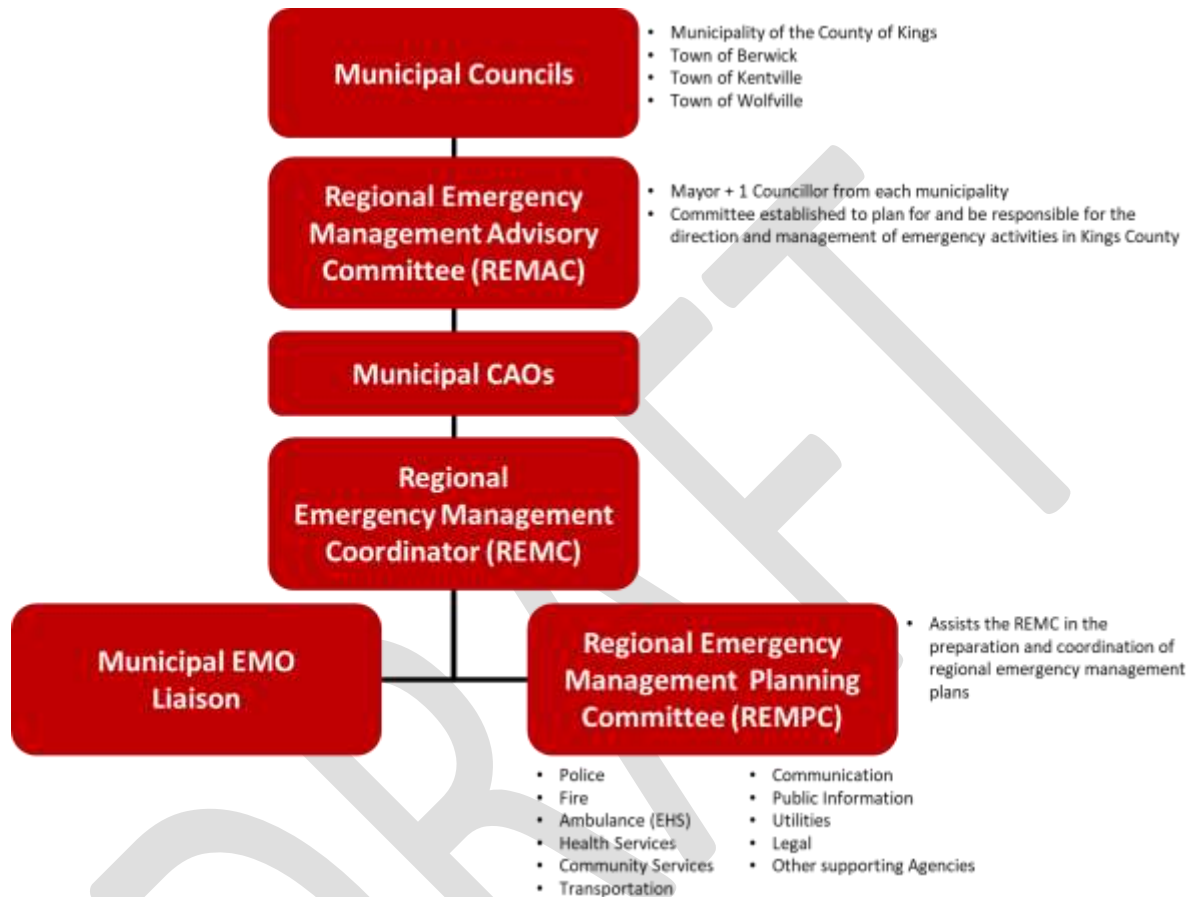 Municipal Councils
• Municipality of the County of Kings
• Town of Berwick
• Town of Kentville
• Town of Wolfville
Regional Emergency
Management Advisory
Committee (REMAC)
• Mayor + 1 Councillor from each municipality
• Committee established to plan for and be responsible for the
direction and management of emergency activities in Kings County
Municipal CAOs
Regional
Emergency Management
Coordinator (REMC)
Municipal EMO
Liaison
Regional Emergency
Management Planning
Committee (REMPC)
• Assists the REMC in the
preparation and coordination of
regional emergency management
plans
• Police
• Fire
• Ambulance (EHS)
• Health Services
• Community Services
• Transportation
• Communication
• Public Information
• Utilities
• Legal
• Other supporting Agencies
DRAFT